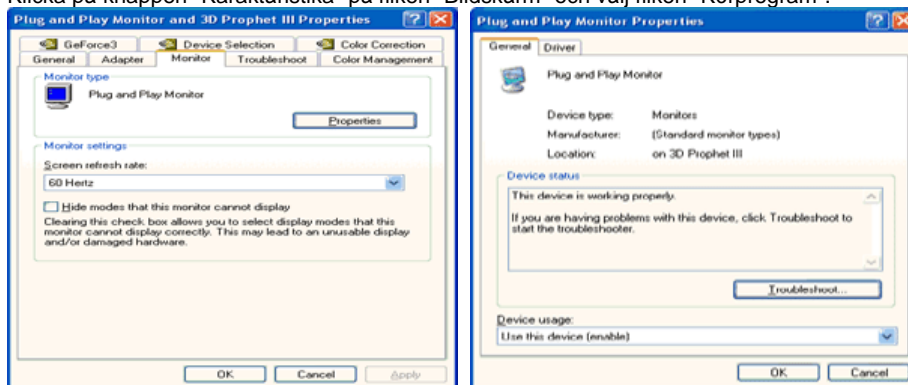 Klicka på knappen "Karaktäristika" på fliken "Bildskärm" och välj fliken "Körprogram".
Plug and Play Monitor and 3D Prophet III Properties
GeForce3 Device Selection Color Correction
General Adapter Monitor Troubleshoot Color Management
Monitor type
Plug and Play Monitor
Properties
Monitor settings
Screen refresh rate:
60 Hertz
Hide modes that this monitor cannot display
Clearing this check box allows you to select display modes that this
monitor cannot display correctly. This may lead to an unusable display
and/or damaged hardware.
OK Cancel Apply
Plug and Play Monitor Properties
General Driver
Plug and Play Monitor
Device type: Monitors
Manufacturer: (Standard monitor types)
Location: on 3D Prophet III
Device status
This device is working properly.
If you are having problems with this device, click Troubleshoot to
start the troubleshooter.
Troubleshoot...
Device usage:
Use this device (enable)
OK Cancel